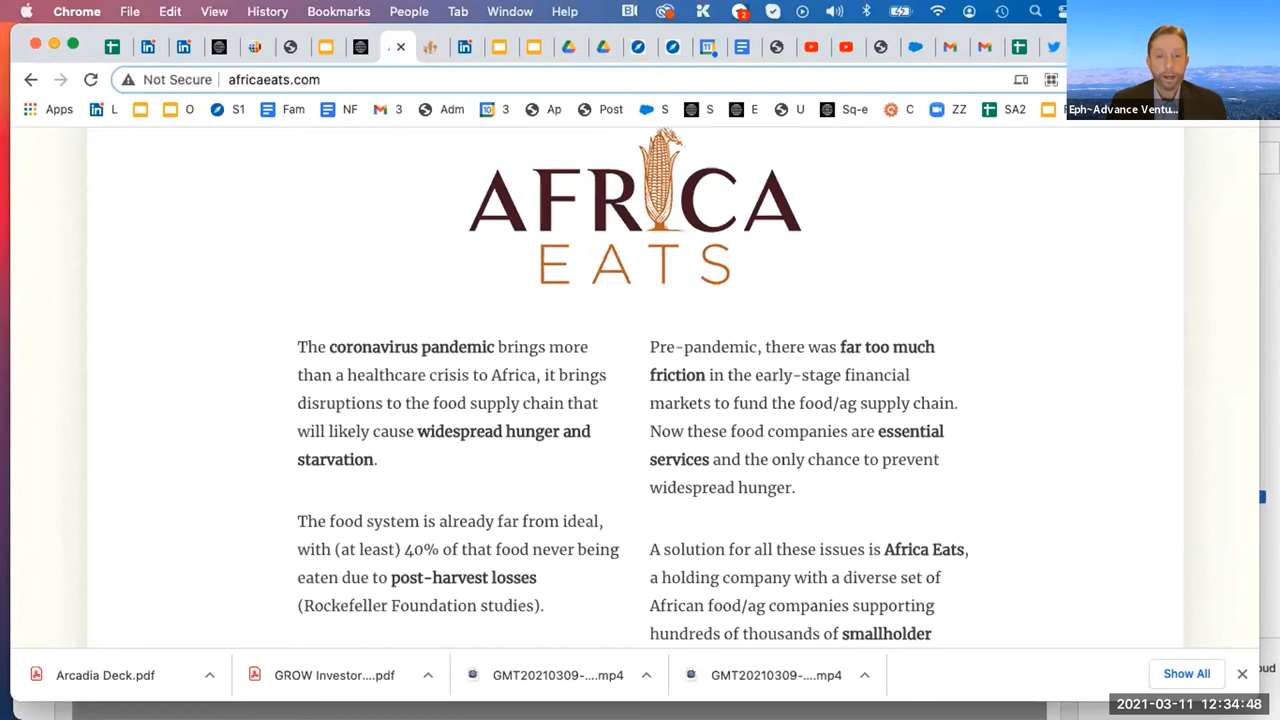 Chrome File Edit View History Bookmarks People Tab Window Help
2
Not Secure africaeats.com
Apps L O S1 Fam NF 3 Adm 3 Ap Post S S E U Sq-e C ZZ SA2
Eph-Advance Ventu...
AFRICA
EATS
The coronavirus pandemic brings more
than a healthcare crisis to Africa, it brings
disruptions to the food supply chain that
will likely cause widespread hunger and
starvation.
The food system is already far from ideal,
with (at least) 40% of that food never being
eaten due to post-harvest losses
(Rockefeller Foundation studies).
Pre-pandemic, there was far too much
friction in the early-stage financial
markets to fund the food/ag supply chain.
Now these food companies are essential
services and the only chance to prevent
widespread hunger.
A solution for all these issues is Africa Eats,
a holding company with a diverse set of
African food/ag companies supporting
hundreds of thousands of smallholder
Arcadia Deck.pdf GROW Investor....pdf GMT20210309-....mp4 GMT20210309-....mp4 Show All
2021-03-11 12:34:48